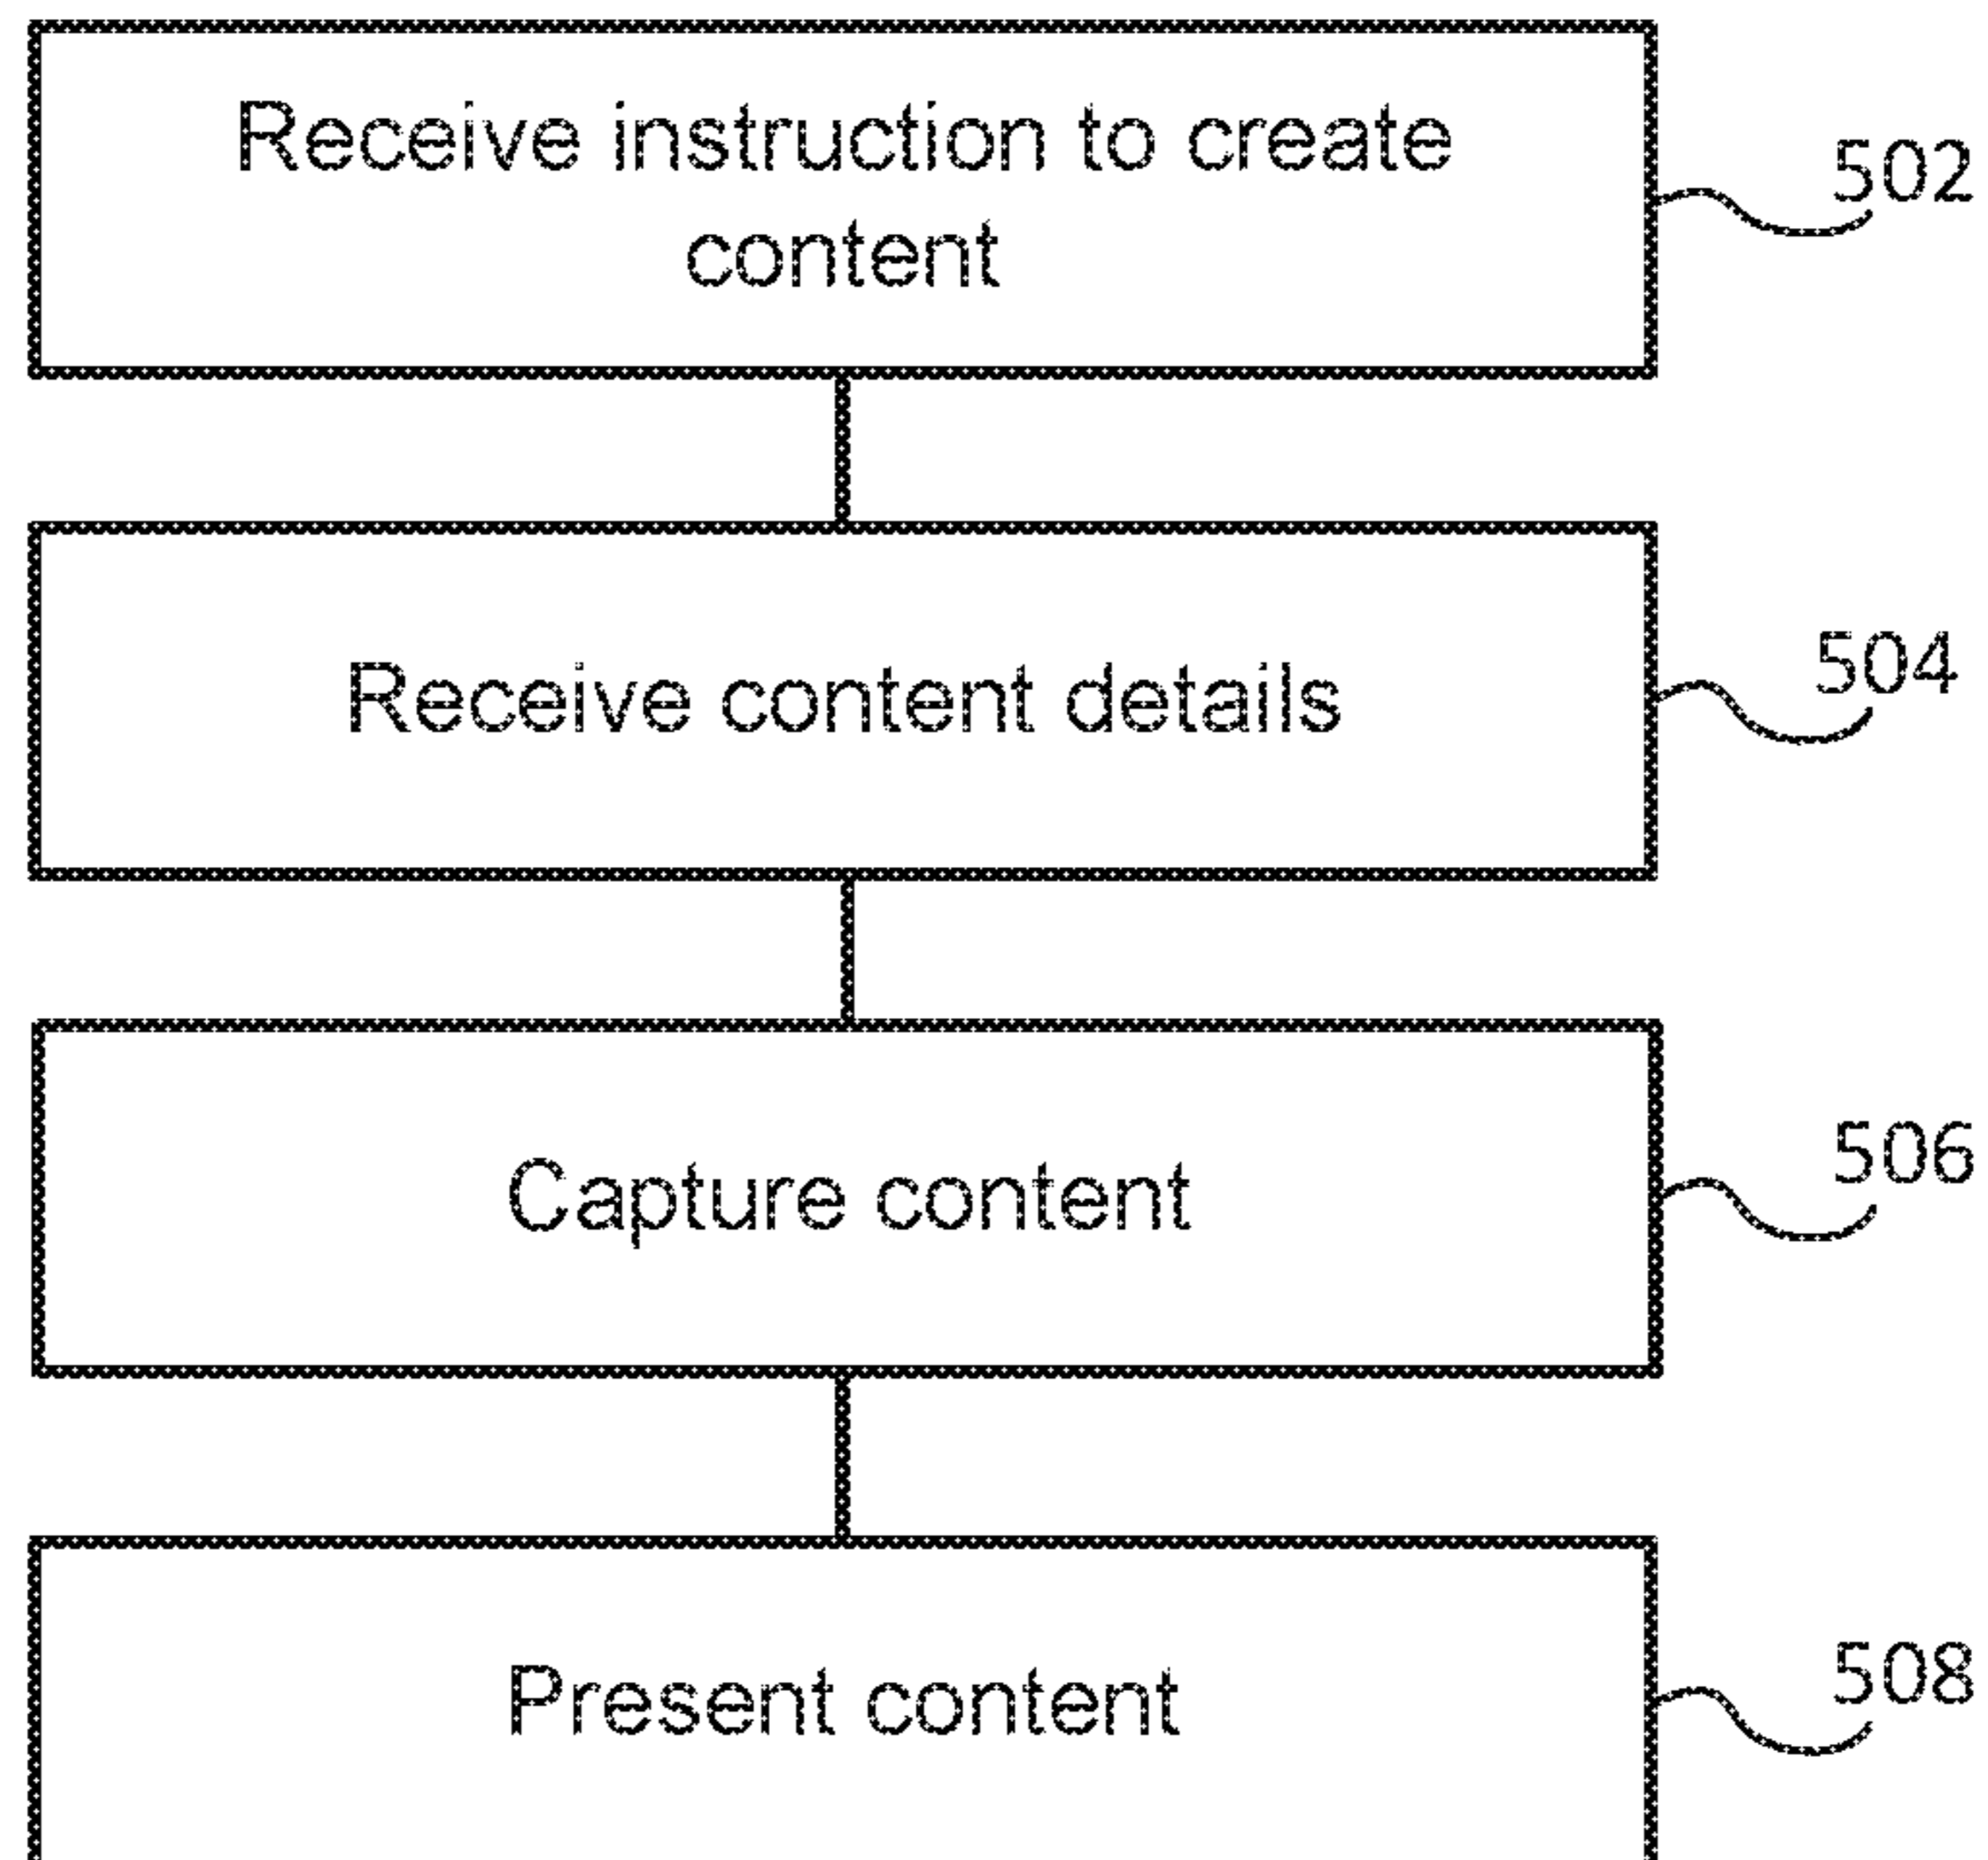 Receive instruction to create
content
502
Receive content details
504
Capture content
506
Present content
508